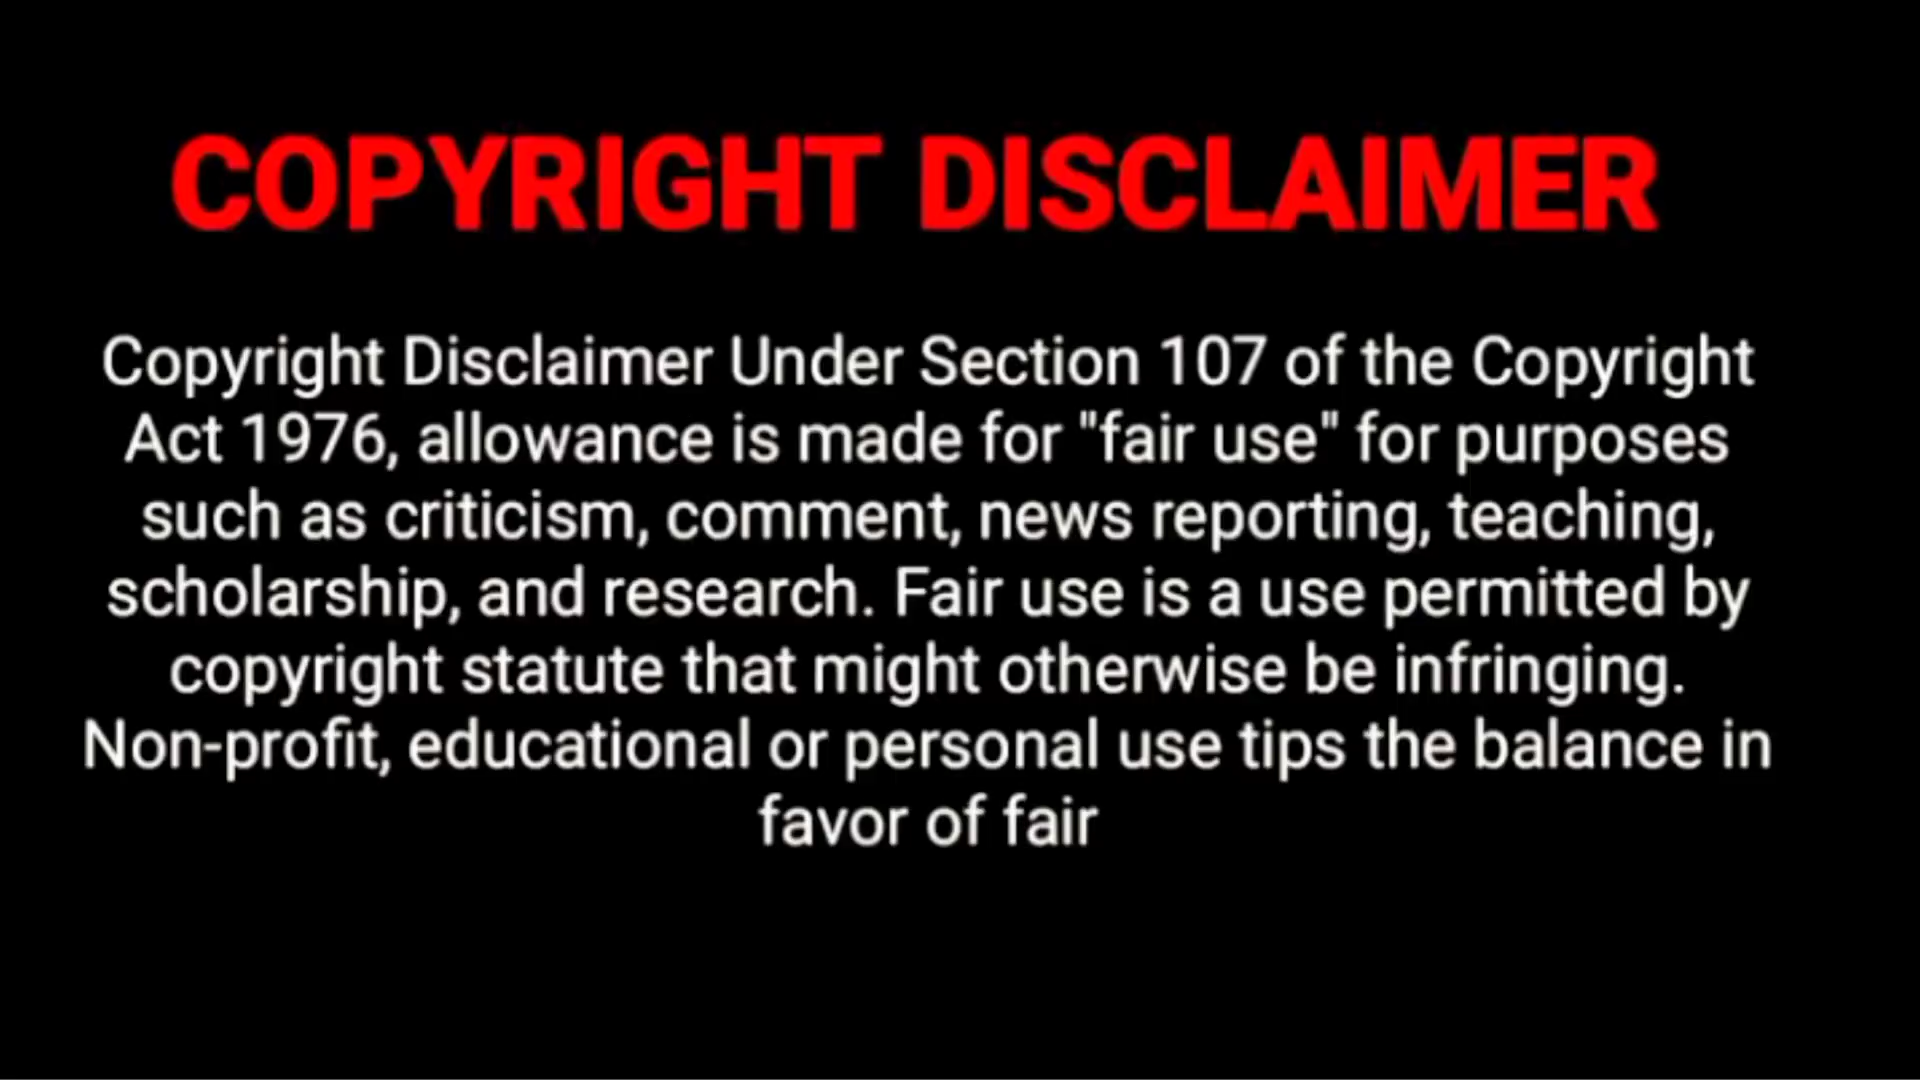 COPYRIGHT DISCLAIMER
Copyright Disclaimer Under Section 107 of the Copyright
Act 1976, allowance is made for "fair use" for purposes
such as criticism, comment, news reporting, teaching,
scholarship, and research. Fair use is a use permitted by
copyright statute that might otherwise be infringing.
Non-profit, educational or personal use tips the balance in
favor of fair